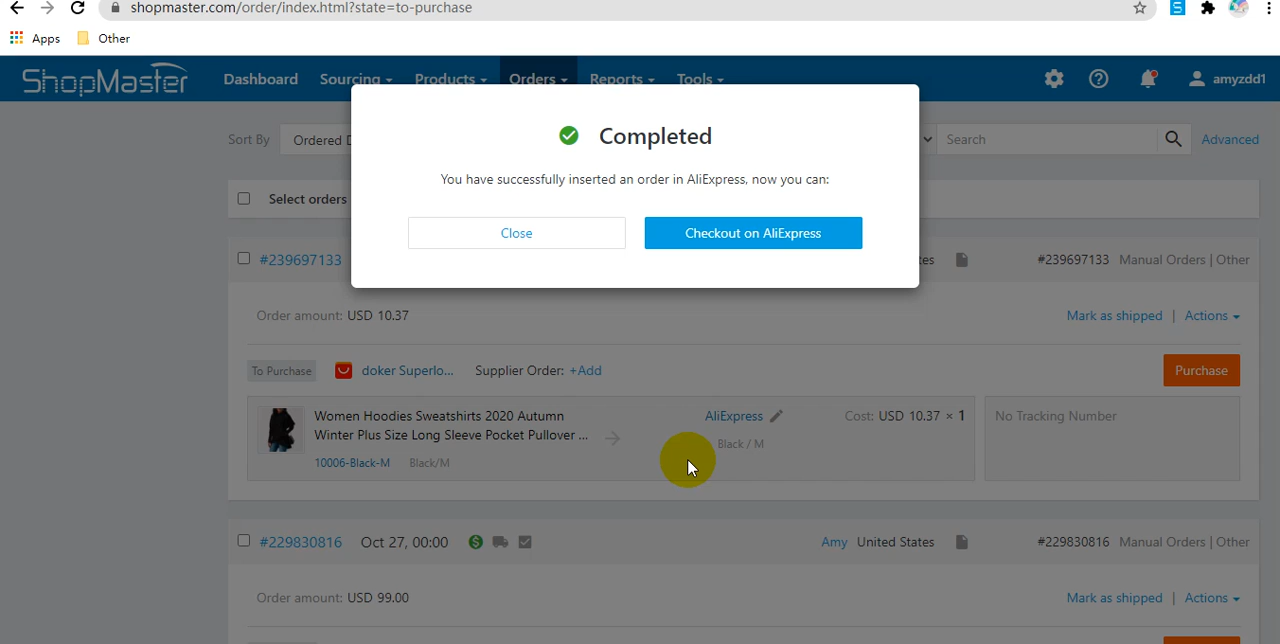 shopmaster.com/order/index.html?state=to-purchase
Apps Other
ShopMaster Dashboard Sourcing Products Orders Reports Tools amyzdd1
Completed
Sort By Ordered D Search Advanced
You have successfully inserted an order in AliExpress, now you can:
Select orders
Close Checkout on AliExpress
#239697133 tes #239697133 Manual Orders | Other
Order amount: USD 10.37 Mark as shipped | Actions
To Purchase doker Superlo... Supplier Order: +Add Purchase
Women Hoodies Sweatshirts 2020 Autumn AliExpress Cost: USD 10.37 × 1 No Tracking Number
Winter Plus Size Long Sleeve Pocket Pullover ... Black / M
10006-Black-M Black/M
#229830816 Oct 27, 00:00 Amy United States #229830816 Manual Orders | Other
Order amount: USD 99.00 Mark as shipped | Actions